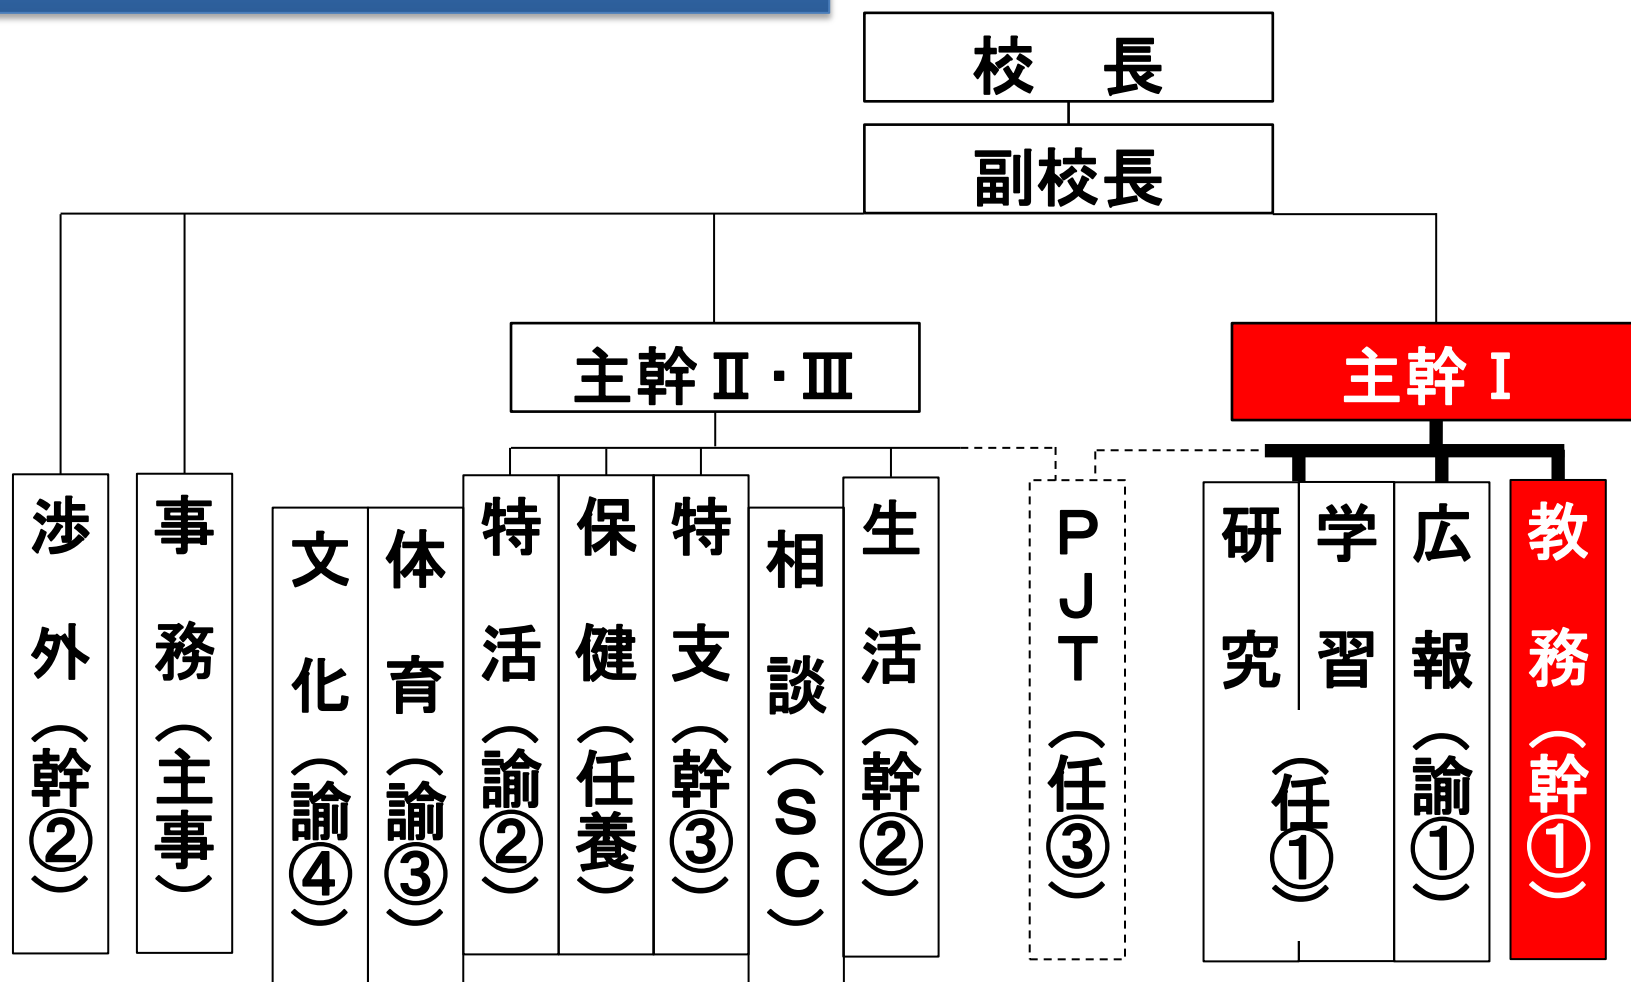 校　長
副校長
主幹Ⅱ・Ⅲ
主幹Ⅰ
渉外（幹②）
事務（主事）
文化（諭④）
体育（諭③）
特活（諭②）
保健（任養）
特支（幹③）
相談（ＳＣ）
生活（幹②）
ＰＪＴ（任③）
研究
学習
（任①）
広報（諭①）
教務（幹①）